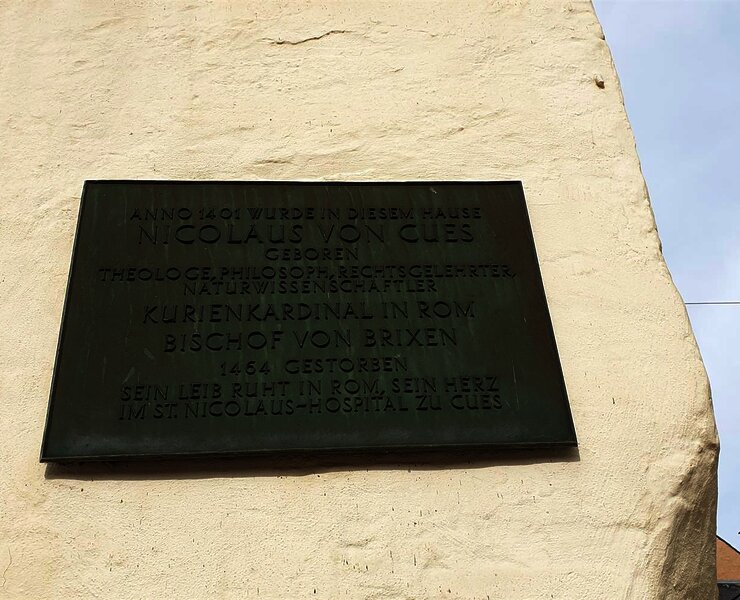 ANNO 1401 WURDE IN DIESEM HAUSE
NICOLAUS VON CUES
GEBOREN
THEOLOGE, PHILOSOPH, RECHTSGELEHRTER,
NATURWISSENSCHAFTLER
KURIENKARDINAL IN ROM
BISCHOF VON BRIXEN
1464 GESTORBEN
SEIN LEIB RUHT IN ROM, SEIN HERZ
IM ST. NICOLAUS-HOSPITAL ZU CUES